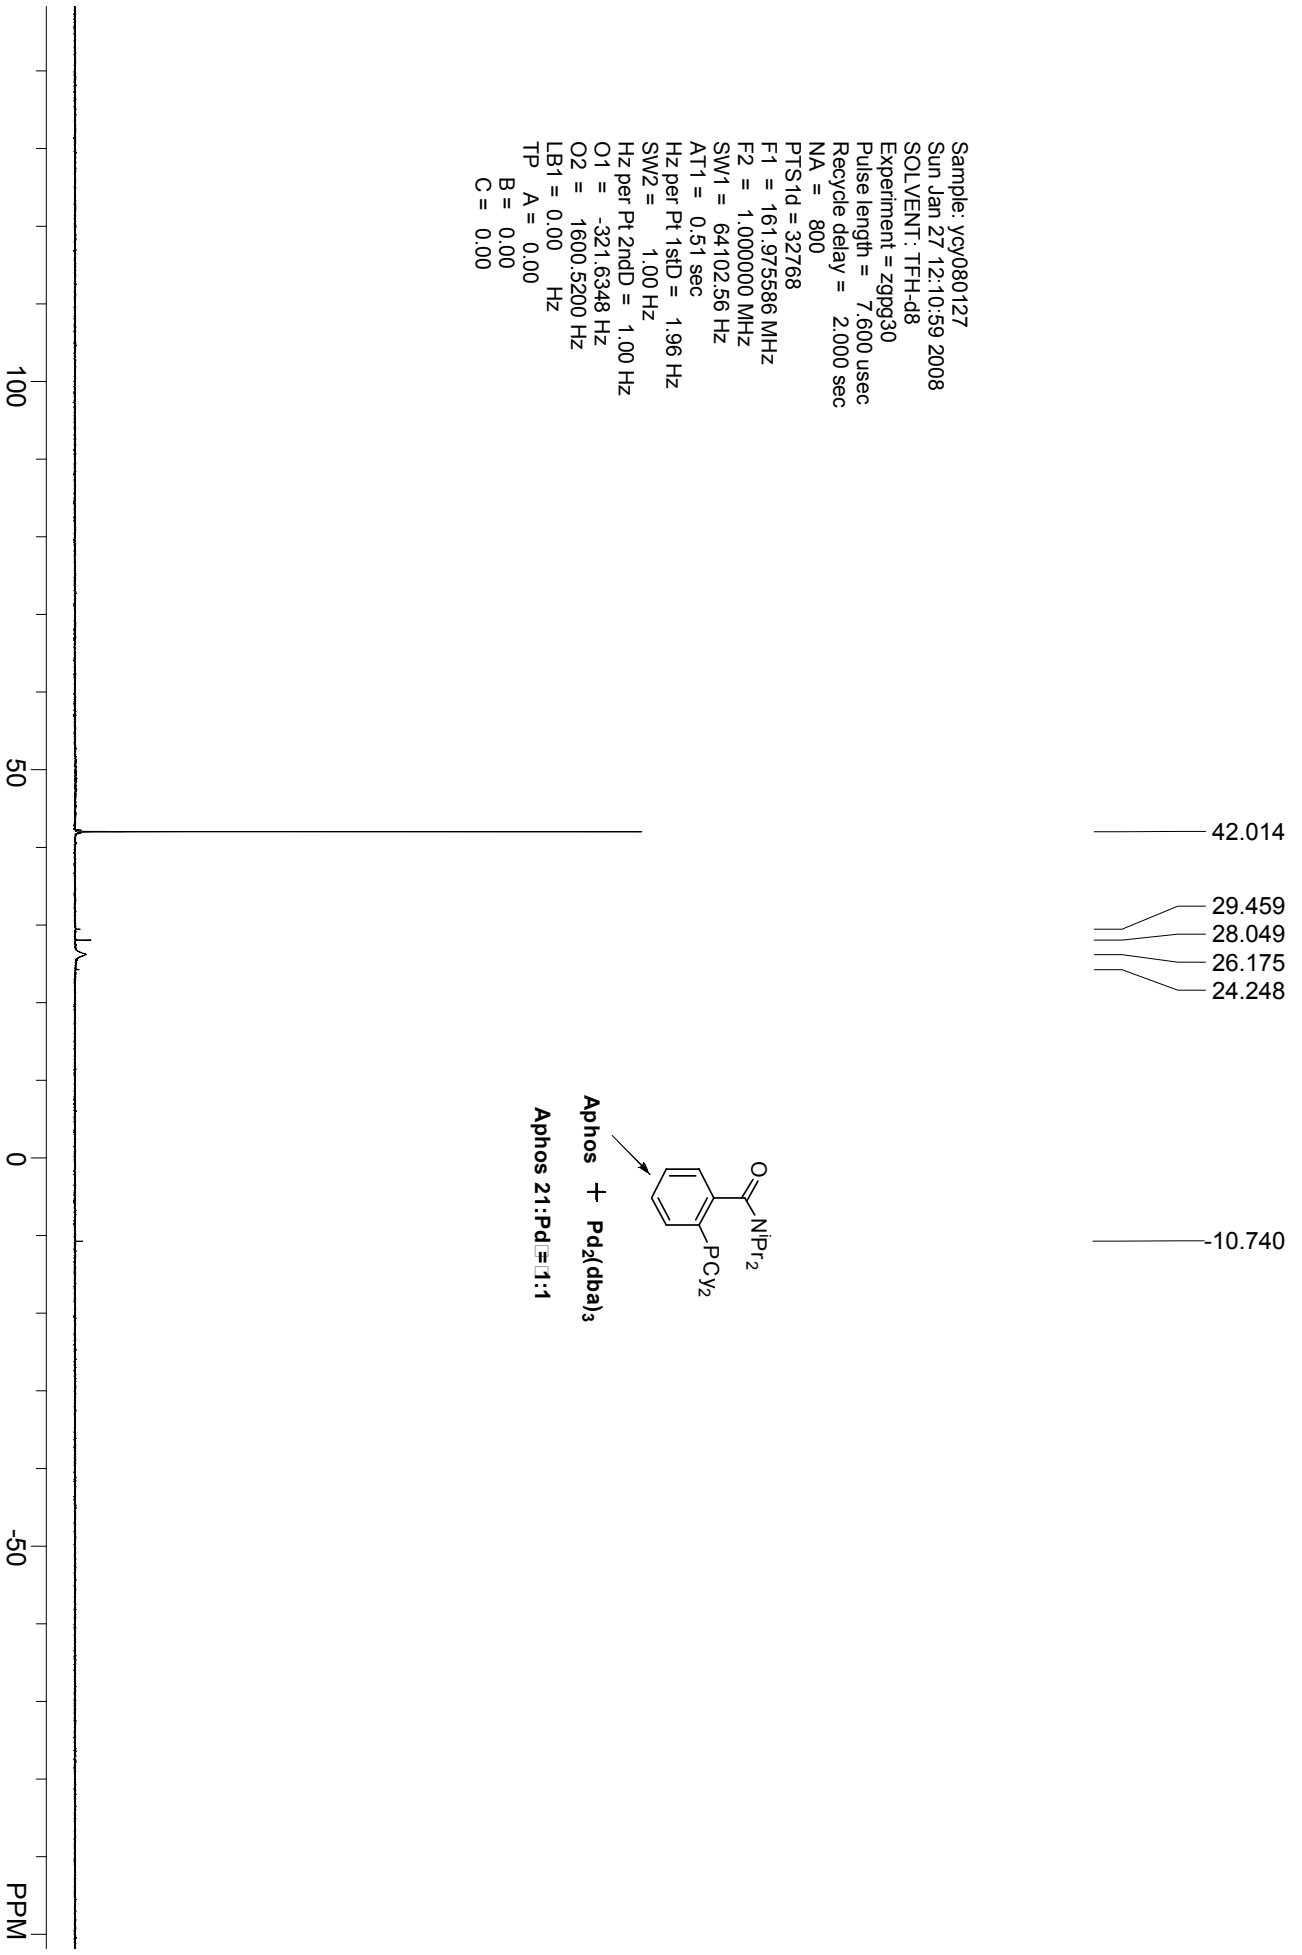 Sample: ycy080127
Sun Jan 27 12:10:59 2008
SOLVENT: TFH-d8
Experiment = zgpg30
Pulse length = 7.600 usec
Recycle delay = 2.000 sec
NA = 800
PTS1d = 32768
F1 = 161.975586 MHz
F2 = 1.000000 MHz
SW1 = 64102.56 Hz
AT1 = 0.51 sec
Hz per Pt 1stD = 1.96 Hz
SW2 = 1.00 Hz
Hz per Pt 2ndD = 1.00 Hz
O1 = -321.6348 Hz
O2 = 1600.5200 Hz
LB1 = 0.00 Hz
TP A = 0.00
B = 0.00
C = 0.00
42.014
29.459
28.049
26.175
24.248
-10.740
O
NⁱPr₂
PCy₂
Aphos + Pd₂(dba)₃
Aphos 21:Pd□=□1:1
100
50
0
-50
PPM